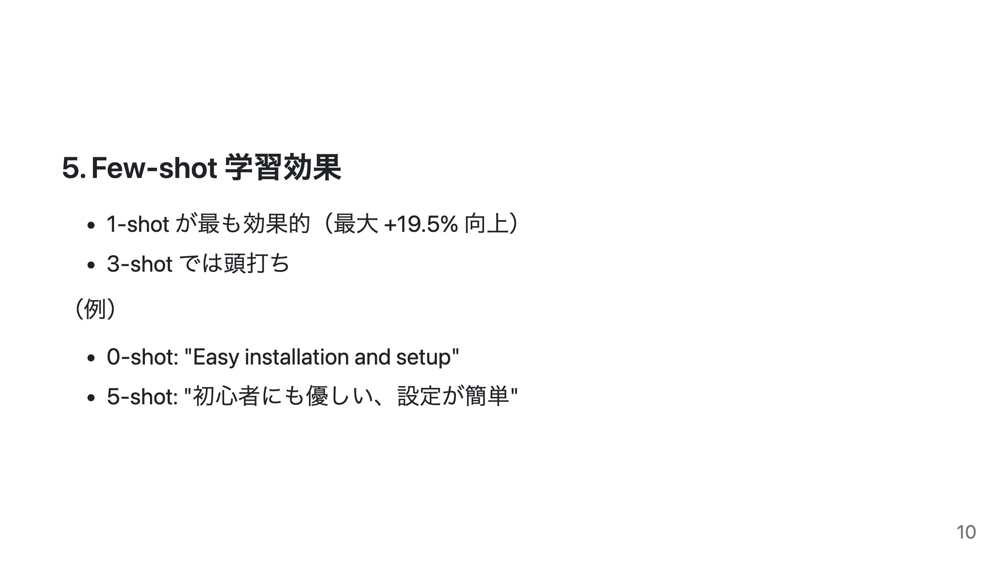 5. Few-shot 学習効果
• 1-shot が最も効果的（最大 +19.5% 向上）
• 3-shot では頭打ち
（例）
• 0-shot: "Easy installation and setup"
• 5-shot: "初心者にも優しい、設定が簡単"
10